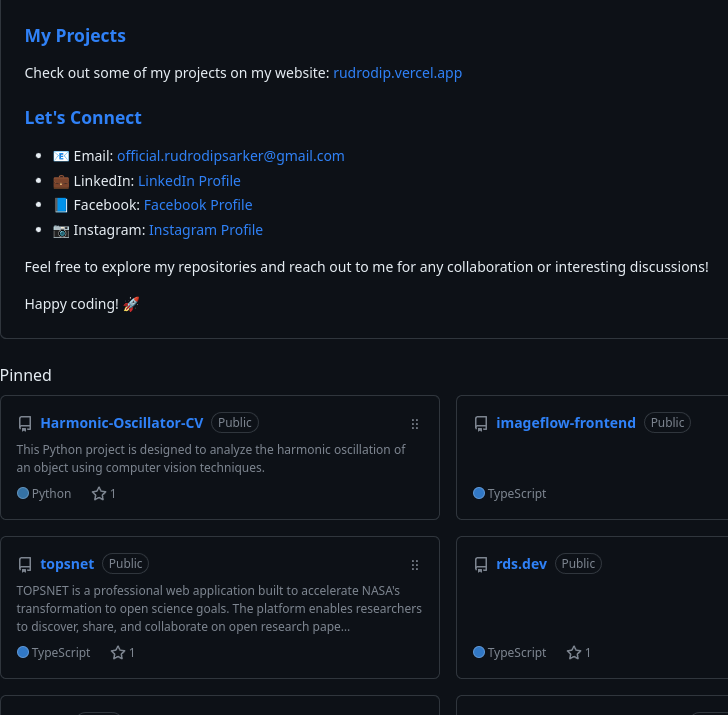 My Projects
Check out some of my projects on my website: rudrodip.vercel.app
Let's Connect
📧 Email: official.rudrodipsarker@gmail.com
💼 LinkedIn: LinkedIn Profile
📘 Facebook: Facebook Profile
📷 Instagram: Instagram Profile
Feel free to explore my repositories and reach out to me for any collaboration or interesting discussions!
Happy coding! 🚀
Pinned
Harmonic-Oscillator-CV Public
This Python project is designed to analyze the harmonic oscillation of
an object using computer vision techniques.
Python 1
imageflow-frontend Public
TypeScript
topsnet Public
TOPSNET is a professional web application built to accelerate NASA's
transformation to open science goals. The platform enables researchers
to discover, share, and collaborate on open research pape...
TypeScript 1
rds.dev Public
TypeScript 1